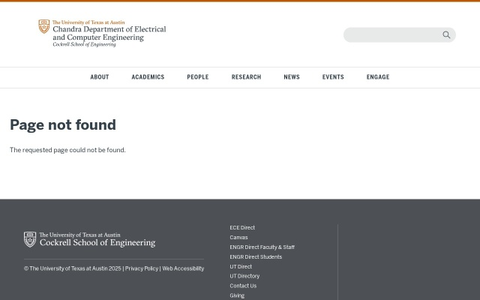 The University of Texas at Austin
Chandra Department of Electrical
and Computer Engineering
Cockrell School of Engineering
ABOUT
ACADEMICS
PEOPLE
RESEARCH
NEWS
EVENTS
ENGAGE
Page not found
The requested page could not be found.
The University of Texas at Austin
Cockrell School of Engineering
© The University of Texas at Austin 2025 | Privacy Policy | Web Accessibility
ECE Direct
Canvas
ENGR Direct Faculty & Staff
ENGR Direct Students
UT Direct
UT Directory
Contact Us
Giving